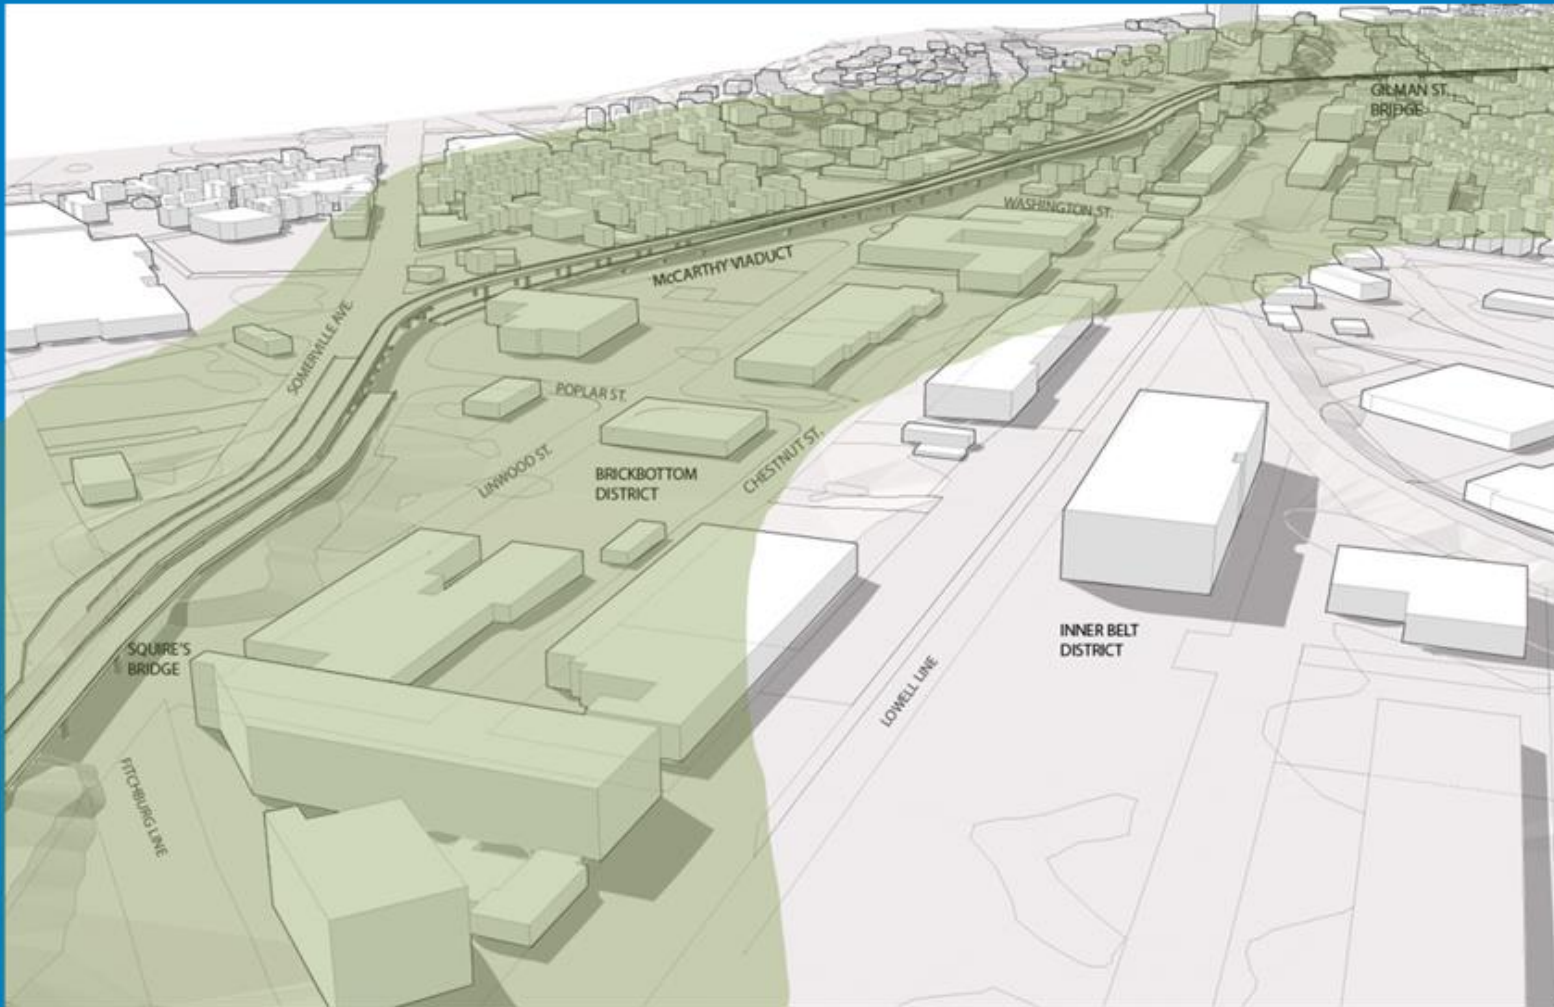 GILMAN ST.
BRIDGE
WASHINGTON ST.
McCARTHY VIADUCT
SOMERVILLE AVE.
POPLAR ST.
LINWOOD ST.
BRICKBOTTOM
DISTRICT
CHESTNUT ST.
SQUIRE'S
BRIDGE
INNER BELT
DISTRICT
LOWELL LINE
FITCHBURG LINE